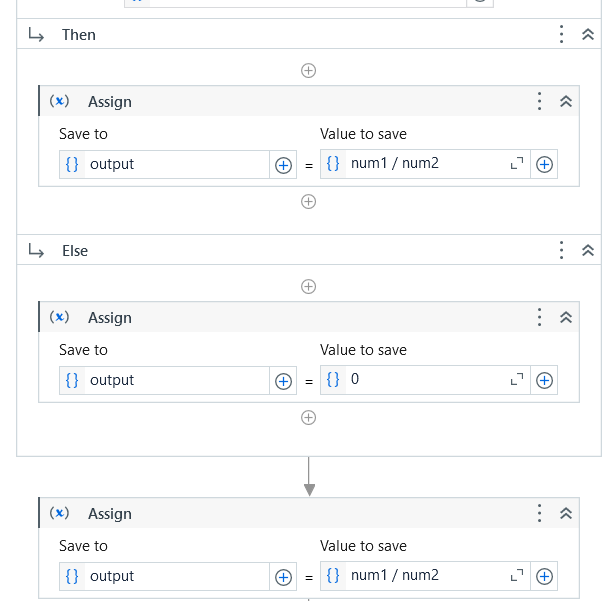 Then
(x) Assign
Save to Value to save
{} output = {} num1 / num2
Else
(x) Assign
Save to Value to save
{} output = {} 0
(x) Assign
Save to Value to save
{} output = {} num1 / num2